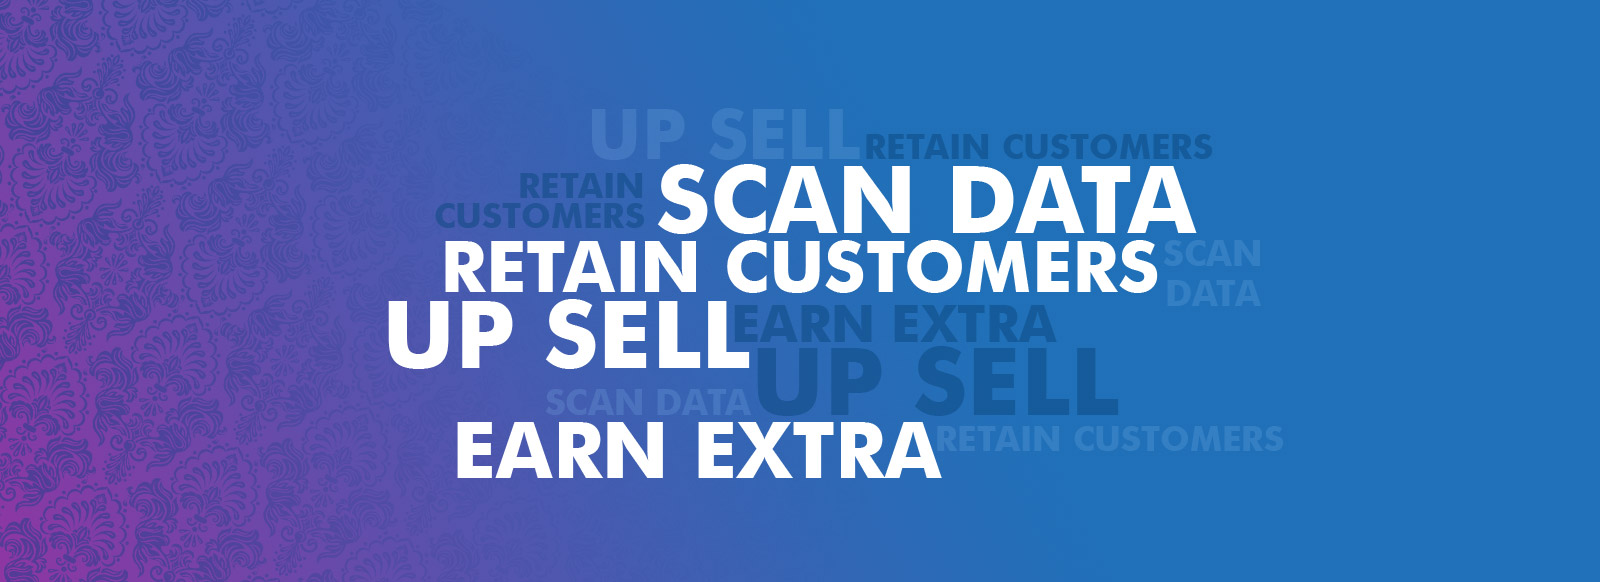 UP SELL
RETAIN CUSTOMERS
RETAIN
CUSTOMERS
SCAN DATA
RETAIN CUSTOMERS
SCAN
DATA
UP SELL
EARN EXTRA
UP SELL
SCAN DATA
EARN EXTRA
RETAIN CUSTOMERS